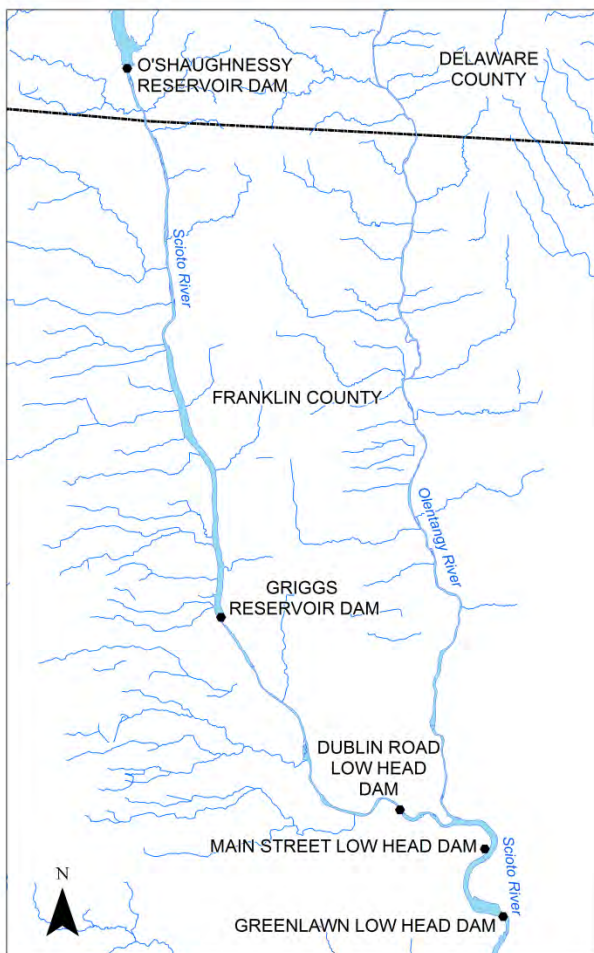 O'SHAUGHNESSY
RESERVOIR DAM
DELAWARE
COUNTY
Scioto River
FRANKLIN COUNTY
Olentangy River
GRIGGS
RESERVOIR DAM
DUBLIN ROAD
LOW HEAD
DAM
MAIN STREET LOW HEAD DAM
Scioto River
N
GREENLAWN LOW HEAD DAM